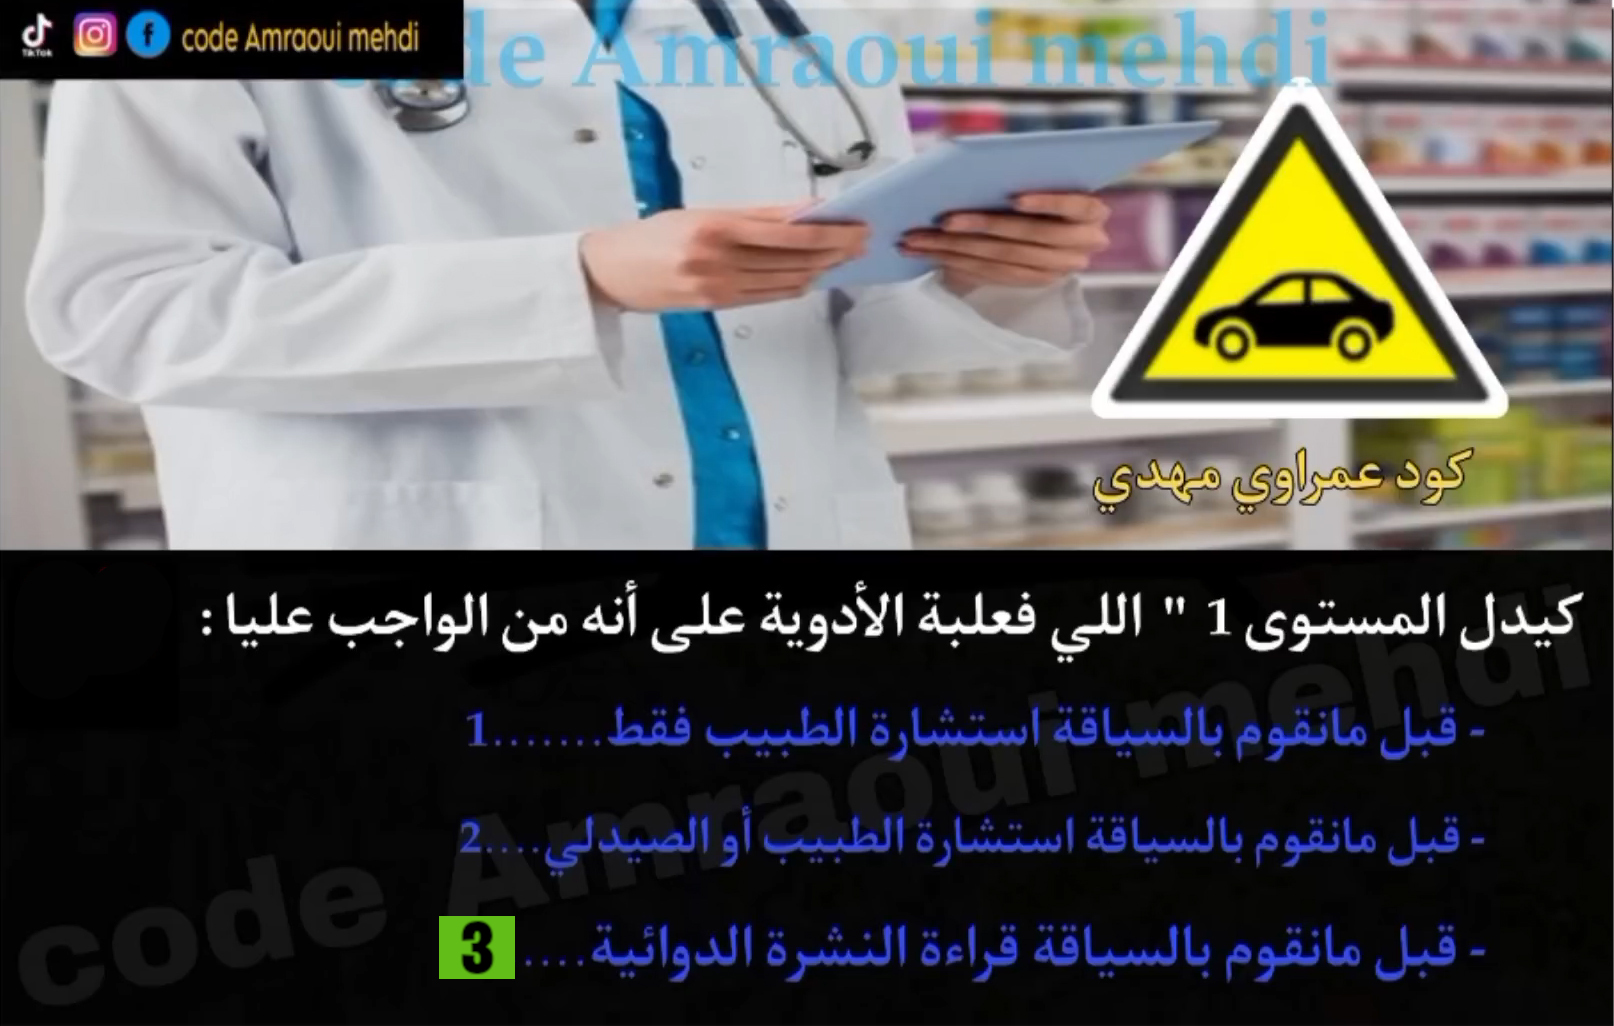 TikTok
code Amraoui mehdi
code Amraoui mehdi
كود عمراوي مهدي
كيدل المستوى 1 " اللي فعلبة الأدوية على أنه من الواجب عليا :
- قبل مانقوم بالسياقة استشارة الطبيب فقط.......1
- قبل مانقوم بالسياقة استشارة الطبيب أو الصيدلي....2
- قبل مانقوم بالسياقة قراءة النشرة الدوائية.... 3
code Amraoui mehdi